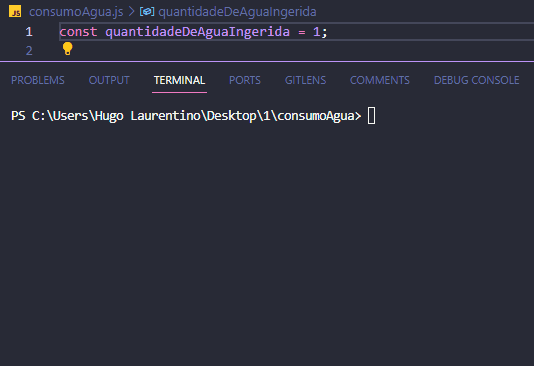 JS consumoAgua.js > quantidadeDeAguaIngerida
1 const quantidadeDeAguaIngerida = 1;
2
PROBLEMS OUTPUT TERMINAL PORTS GITLENS COMMENTS DEBUG CONSOLE
PS C:\Users\Hugo Laurentino\Desktop\1\consumoAgua>